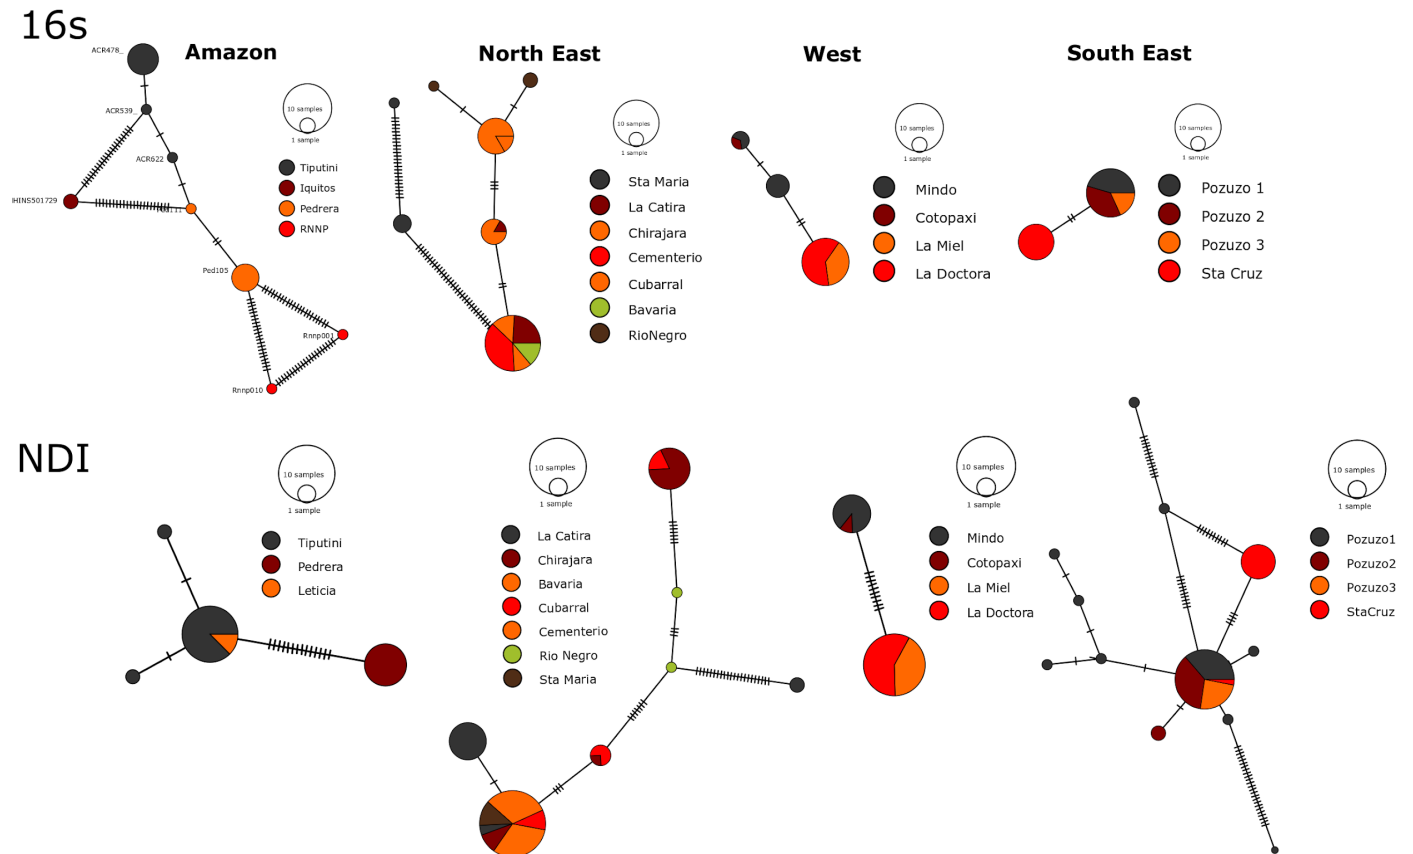 16s
Amazon
North East
West
South East
ACR478_
ACR539_
ACR622
IHINS501729
Ped105
Rnnp001
Rnnp010
10 samples
1 sample
Tiputini
Iquitos
Pedrera
RNNP
10 samples
1 sample
Sta Maria
La Catira
Chirajara
Cementerio
Cubarral
Bavaria
RioNegro
10 samples
1 sample
Mindo
Cotopaxi
La Miel
La Doctora
10 samples
1 sample
Pozuzo 1
Pozuzo 2
Pozuzo 3
Sta Cruz
NDI
10 samples
1 sample
Tiputini
Pedrera
Leticia
10 samples
1 sample
La Catira
Chirajara
Bavaria
Cubarral
Cementerio
Rio Negro
Sta Maria
10 samples
1 sample
Mindo
Cotopaxi
La Miel
La Doctora
10 samples
1 sample
Pozuzo1
Pozuzo2
Pozuzo3
StaCruz